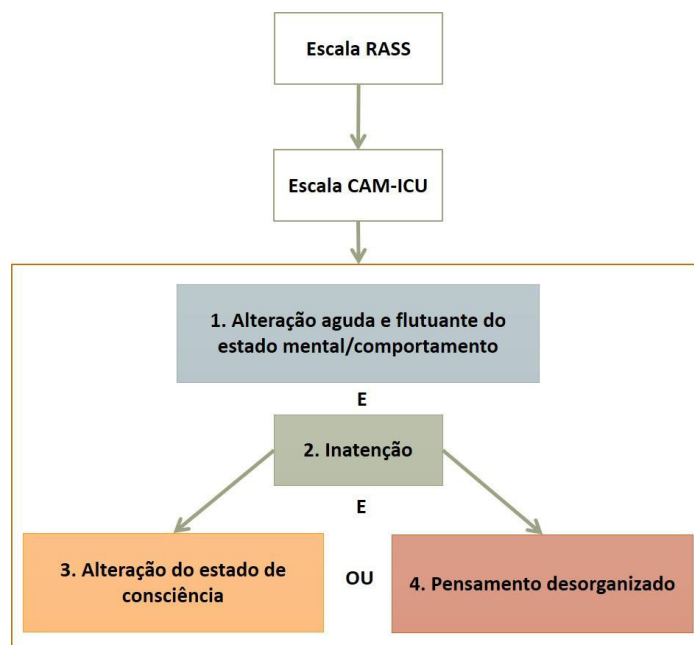 Escala RASS
Escala CAM-ICU
1. Alteração aguda e flutuante do
estado mental/comportamento
E
2. Inatenção
E
3. Alteração do estado de
consciência
OU
4. Pensamento desorganizado